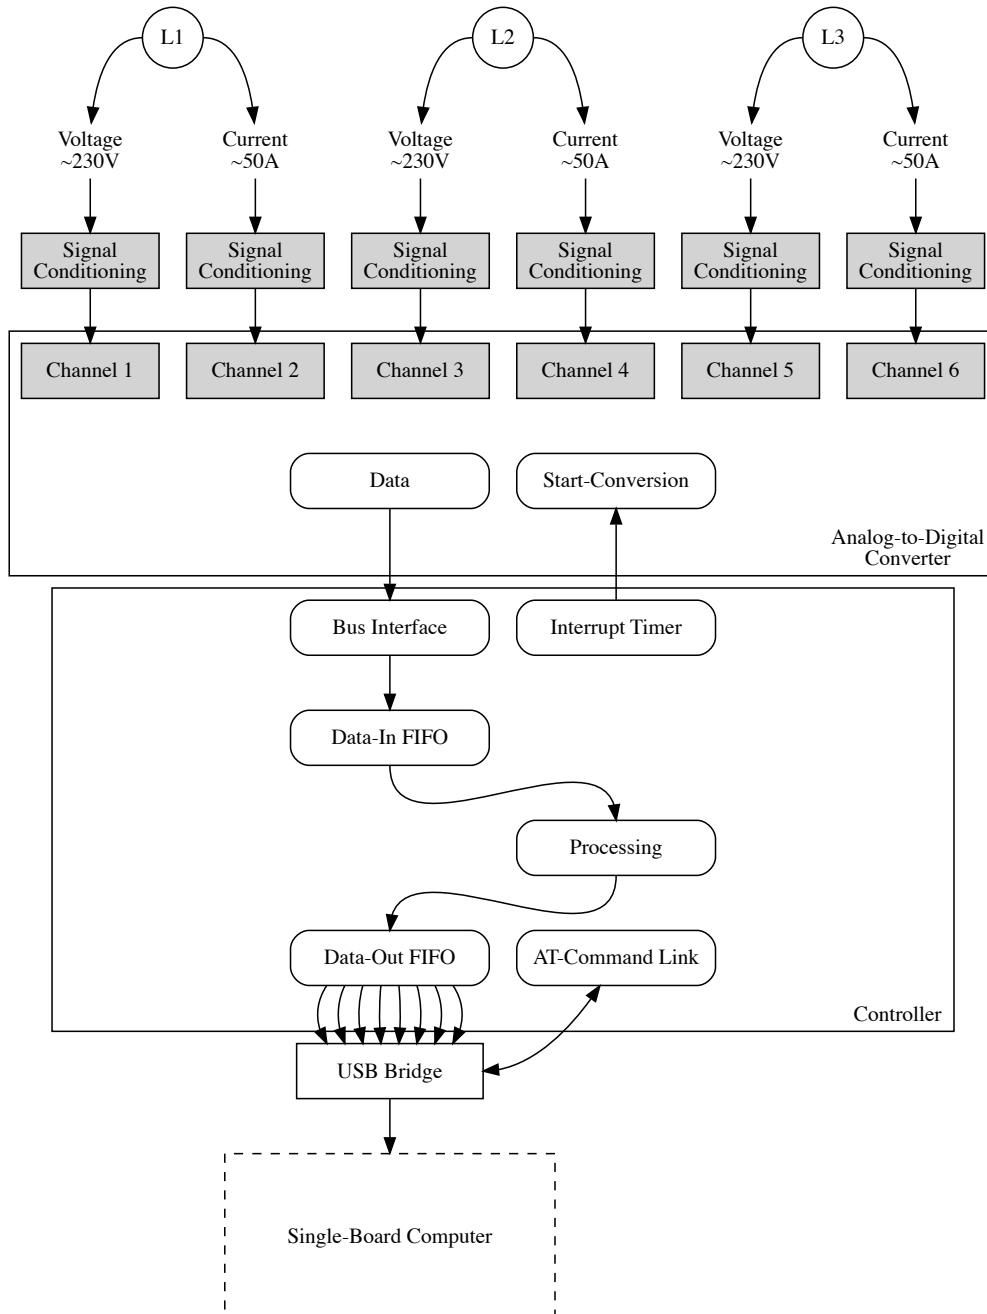 L1
L2
L3
Voltage
~230V
Current
~50A
Voltage
~230V
Current
~50A
Voltage
~230V
Current
~50A
Signal
Conditioning
Signal
Conditioning
Signal
Conditioning
Signal
Conditioning
Signal
Conditioning
Signal
Conditioning
Channel 1
Channel 2
Channel 3
Channel 4
Channel 5
Channel 6
Data
Start-Conversion
Analog-to-Digital
Converter
Bus Interface
Interrupt Timer
Data-In FIFO
Processing
Data-Out FIFO
AT-Command Link
Controller
USB Bridge
Single-Board Computer